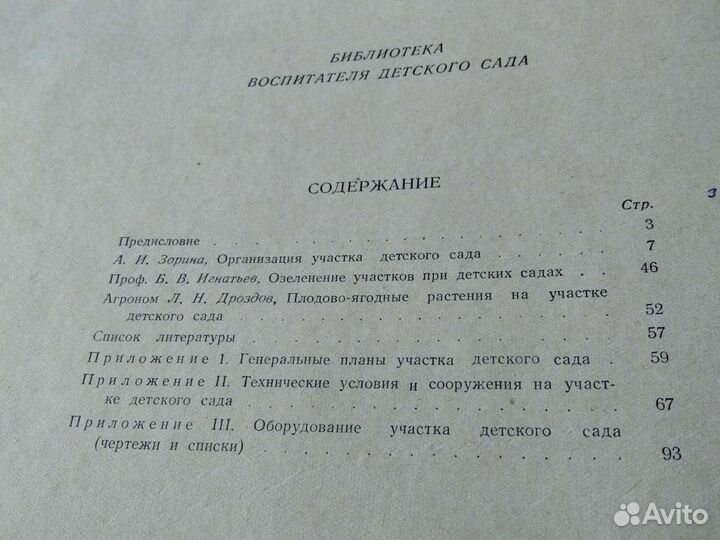 БИБЛИОТЕКА
ВОСПИТАТЕЛЯ ДЕТСКОГО САДА
СОДЕРЖАНИЕ
Стр.
Предисловие . . . . . . . . . . . . . . . 3
А. И. Зорина, Организация участка детского сада . . . . . . 7
Проф. Б. В. Игнатьев, Озеленение участков при детских садах . . 46
Агроном Л. Н. Дроздов, Плодово-ягодные растения на участке
детского сада . . . . . . . . . . . . . . 52
Список литературы . . . . . . . . . . . . . 57
Приложение I. Генеральные планы участка детского сада . 59
Приложение II. Технические условия и сооружения на участ-
ке детского сада . . . . . . . . . . . . . 67
Приложение III. Оборудование участка детского сада
(чертежи и списки) . . . . . . . . . . . . . 93
Avito